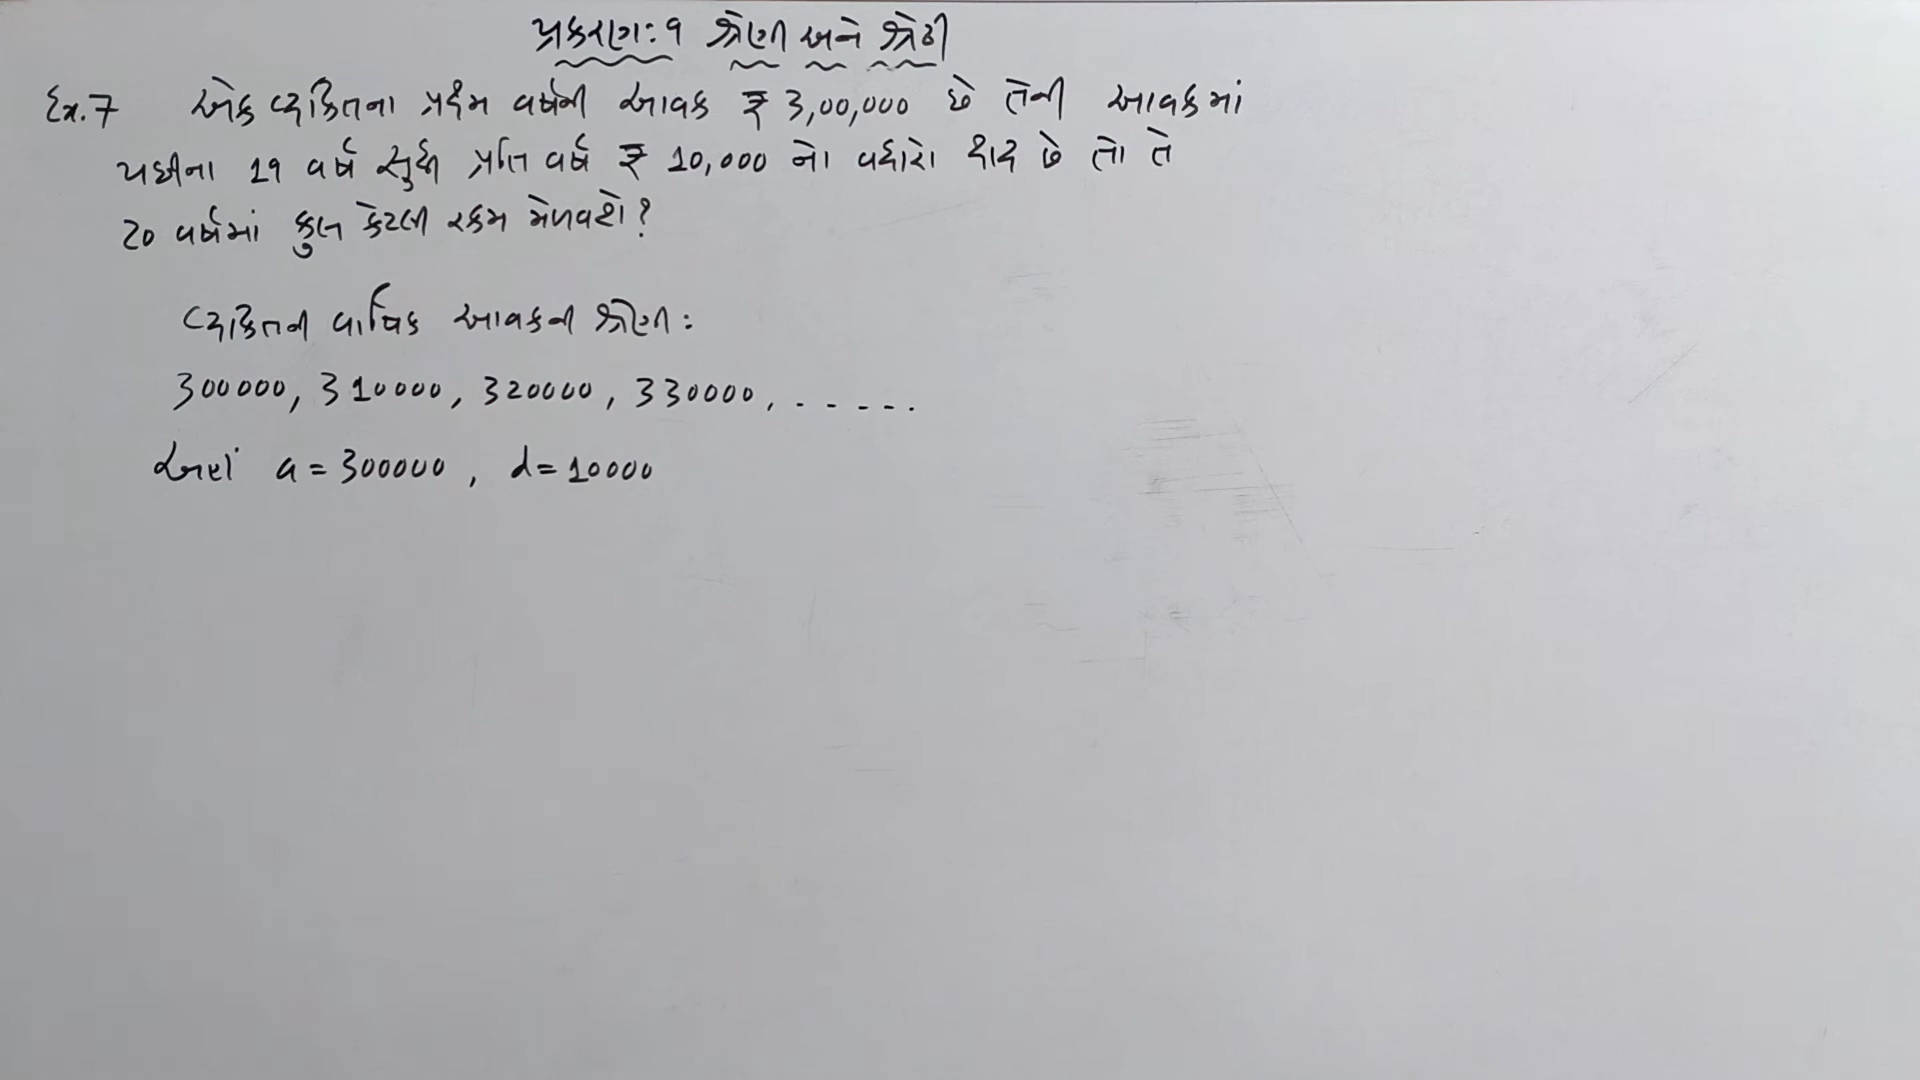 પ્રકરણ: ૧ શ્રેણી અને શ્રેઢી
Ex.7 એક વ્યક્તિના પ્રથમ વર્ષની આવક ₹ 3,00,000 છે તેની આવકમાં
પછીના 19 વર્ષ સુધી પ્રતિ વર્ષ ₹ 10,000 નો વધારો થાય છે તો તે
20 વર્ષમાં કુલ કેટલી રકમ મેળવશે?
વ્યક્તિની વાર્ષિક આવકની શ્રેણી:
300000, 310000, 320000, 330000, .....
અહીં a = 300000, d = 10000